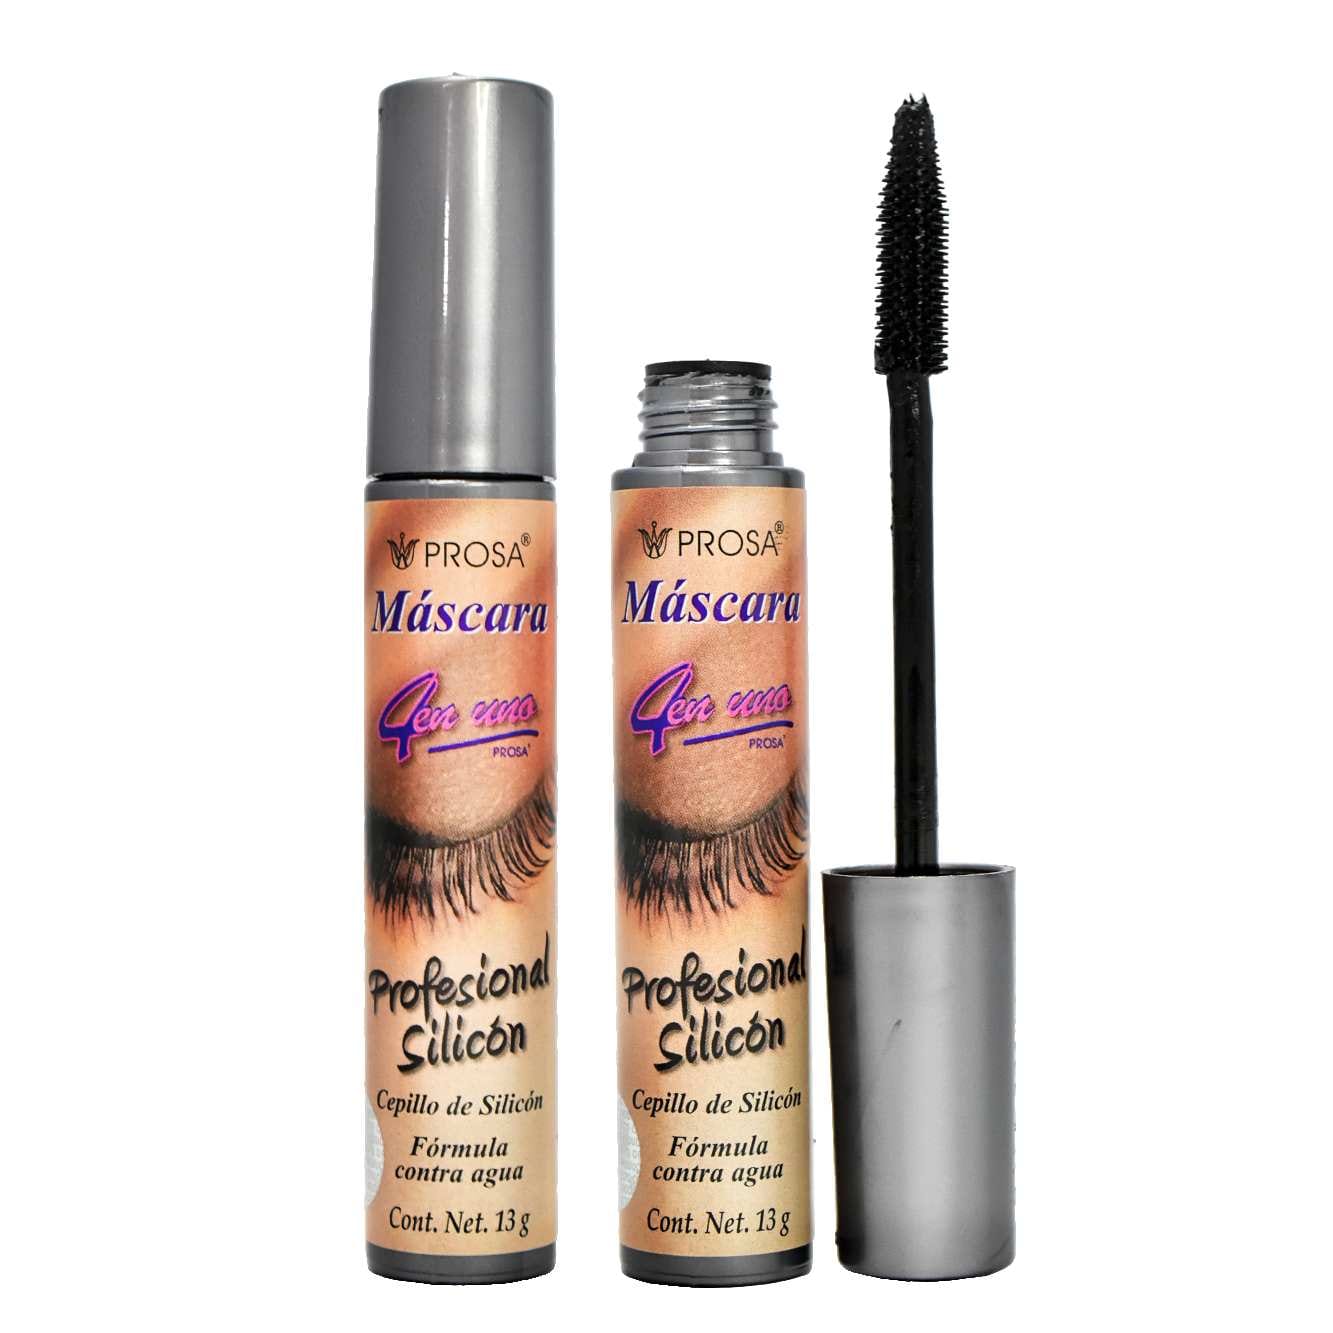 PROSA®
Máscara
4en uno
PROSA®
Profesional
Silicón
Cepillo de Silicón
Fórmula
contra agua
Cont. Net. 13 g
PROSA®
Máscara
4en uno
PROSA®
Profesional
Silicón
Cepillo de Silicón
Fórmula
contra agua
Cont. Net. 13 g